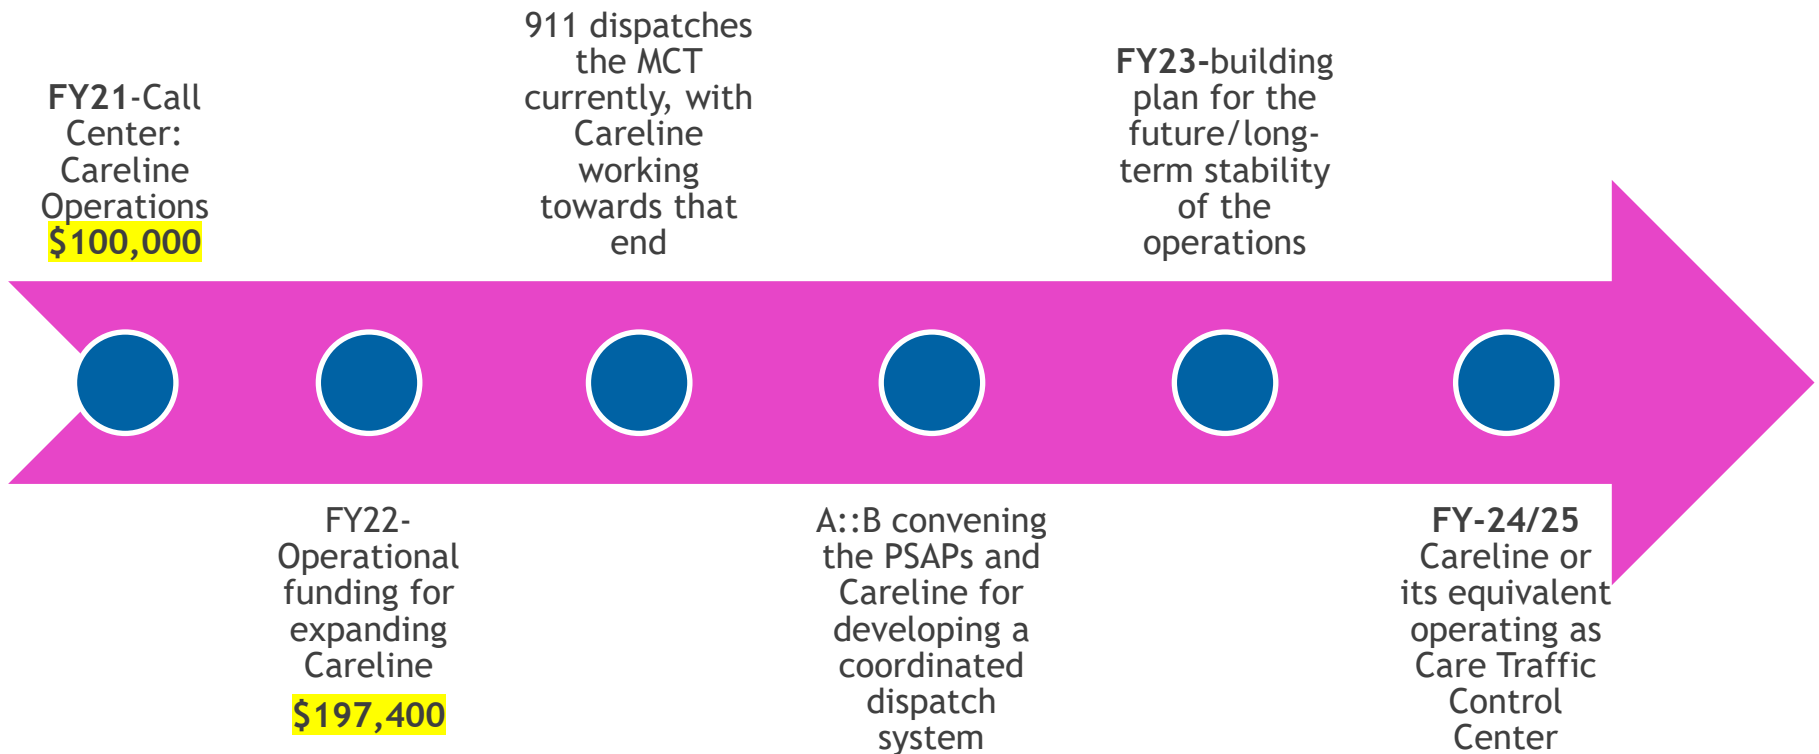 FY21-Call
Center:
Careline
Operations
$100,000
FY22-
Operational
funding for
expanding
Careline
$197,400
911 dispatches
the MCT
currently, with
Careline
working
towards that
end
A::B convening
the PSAPs and
Careline for
developing a
coordinated
dispatch
system
FY23-building
plan for the
future/long-
term stability
of the
operations
FY-24/25
Careline or
its equivalent
operating as
Care Traffic
Control
Center